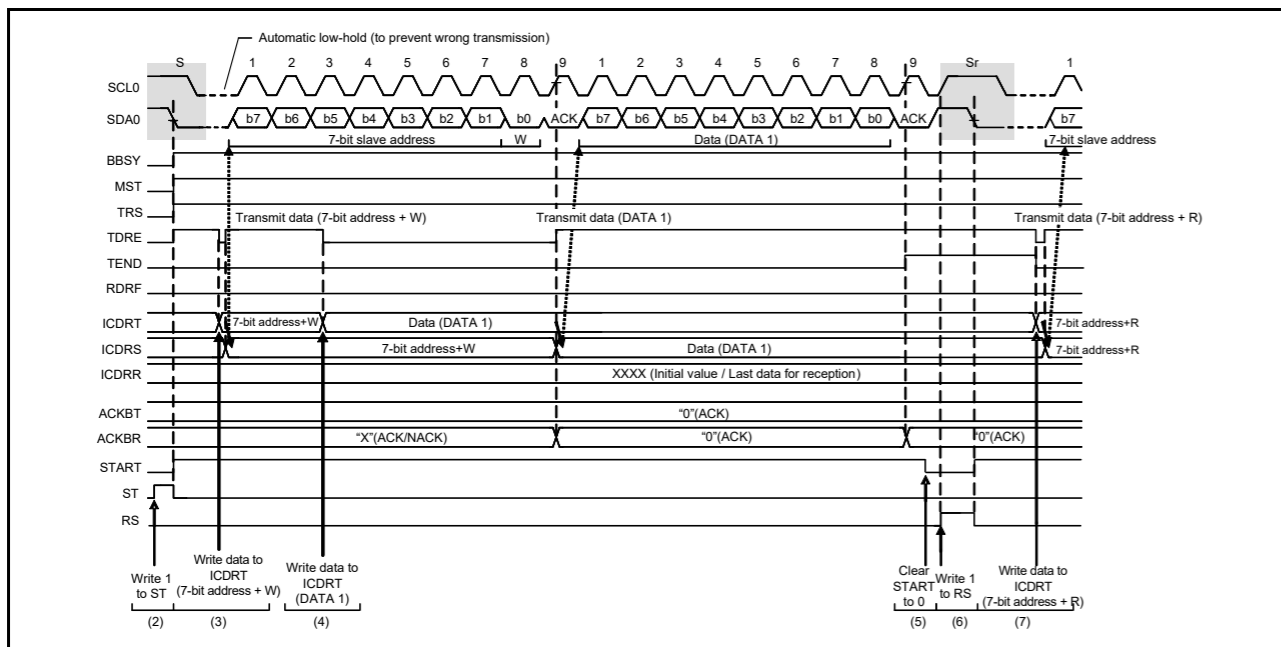 Automatic low-hold (to prevent wrong transmission)
S 1 2 3 4 5 6 7 8 9 1 2 3 4 5 6 7 8 9 Sr 1
SCL0
SDA0 b7 b6 b5 b4 b3 b2 b1 b0 ACK b7 b6 b5 b4 b3 b2 b1 b0 ACK b7
7-bit slave address W Data (DATA 1) 7-bit slave address
BBSY
MST
TRS
Transmit data (7-bit address + W) Transmit data (DATA 1) Transmit data (7-bit address + R)
TDRE
TEND
RDRF
ICDRT 7-bit address+W Data (DATA 1) 7-bit address+R
ICDRS 7-bit address+W Data (DATA 1) 7-bit address+R
ICDRR XXXX (Initial value / Last data for reception)
ACKBT "0"(ACK)
ACKBR "X"(ACK/NACK) "0"(ACK) "0"(ACK)
START
ST
RS
Write 1
to ST
Write data to
ICDRT
(7-bit address + W)
Write data to
ICDRT
(DATA 1)
Clear
START
to 0
Write 1
to RS
Write data to
ICDRT
(7-bit address + R)
(2) (3) (4) (5) (6) (7)